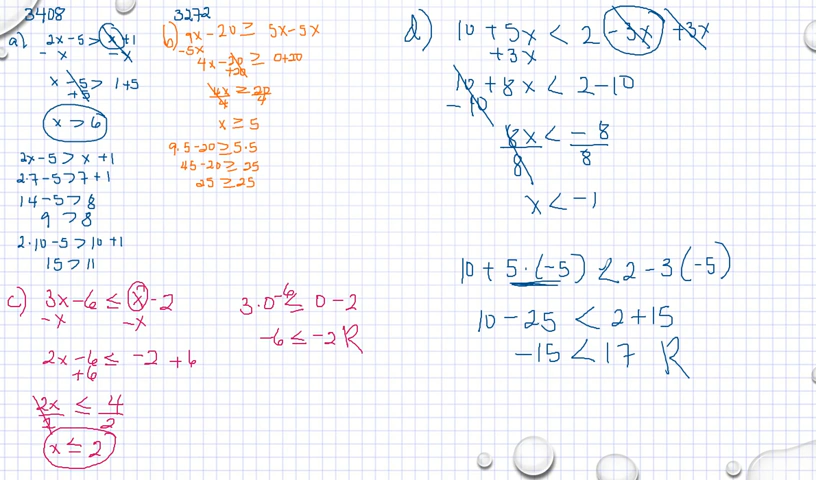 3408
a) 2x-5 > x+1
-x -x
x -5 > 1+5
+5
x > 6
2x-5 > x+1
2·7-5 > 7+1
14-5 > 8
9 > 8
2·10-5 > 10+1
15 > 11
3272
b) 9x-20 ≥ 5x-5x
-5x
4x-20 ≥ 0+20
+20
4x/4 ≥ 20/4
x ≥ 5
9·5-20 ≥ 5·5
45-20 ≥ 25
25 ≥ 25
c) 3x-6 ≤ x-2
-x -x
2x-6 ≤ -2+6
+6
2x/2 ≤ 4/2
x ≤ 2
3·0-6 ≤ 0-2
-6 ≤ -2 R
d) 10+5x < 2 -3x +3x
+3x
10+8x < 2-10
-10
8x/8 < -8/8
x < -1
10+5·(-5) < 2-3(-5)
10-25 < 2+15
-15 < 17 R